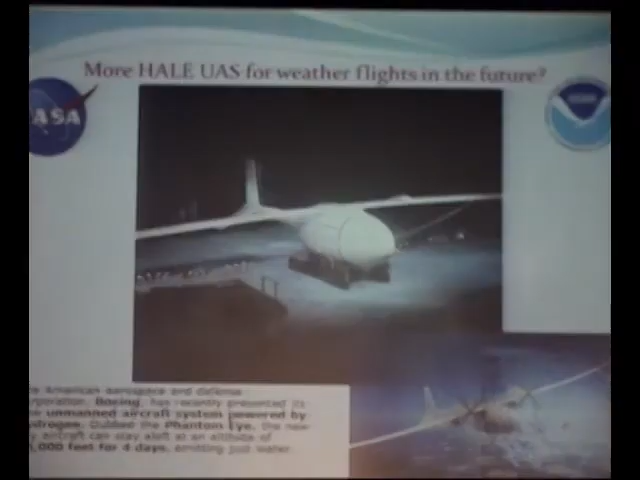 More HALE UAS for weather flights in the future?
ASA
American aerospace and defense
Boeing, has recently presented its
unmanned aircraft system powered by
Dubbed the Phantom Eye, the new
aircraft can stay aloft at an altitude of
,000 feet for 4 days, emitting just water